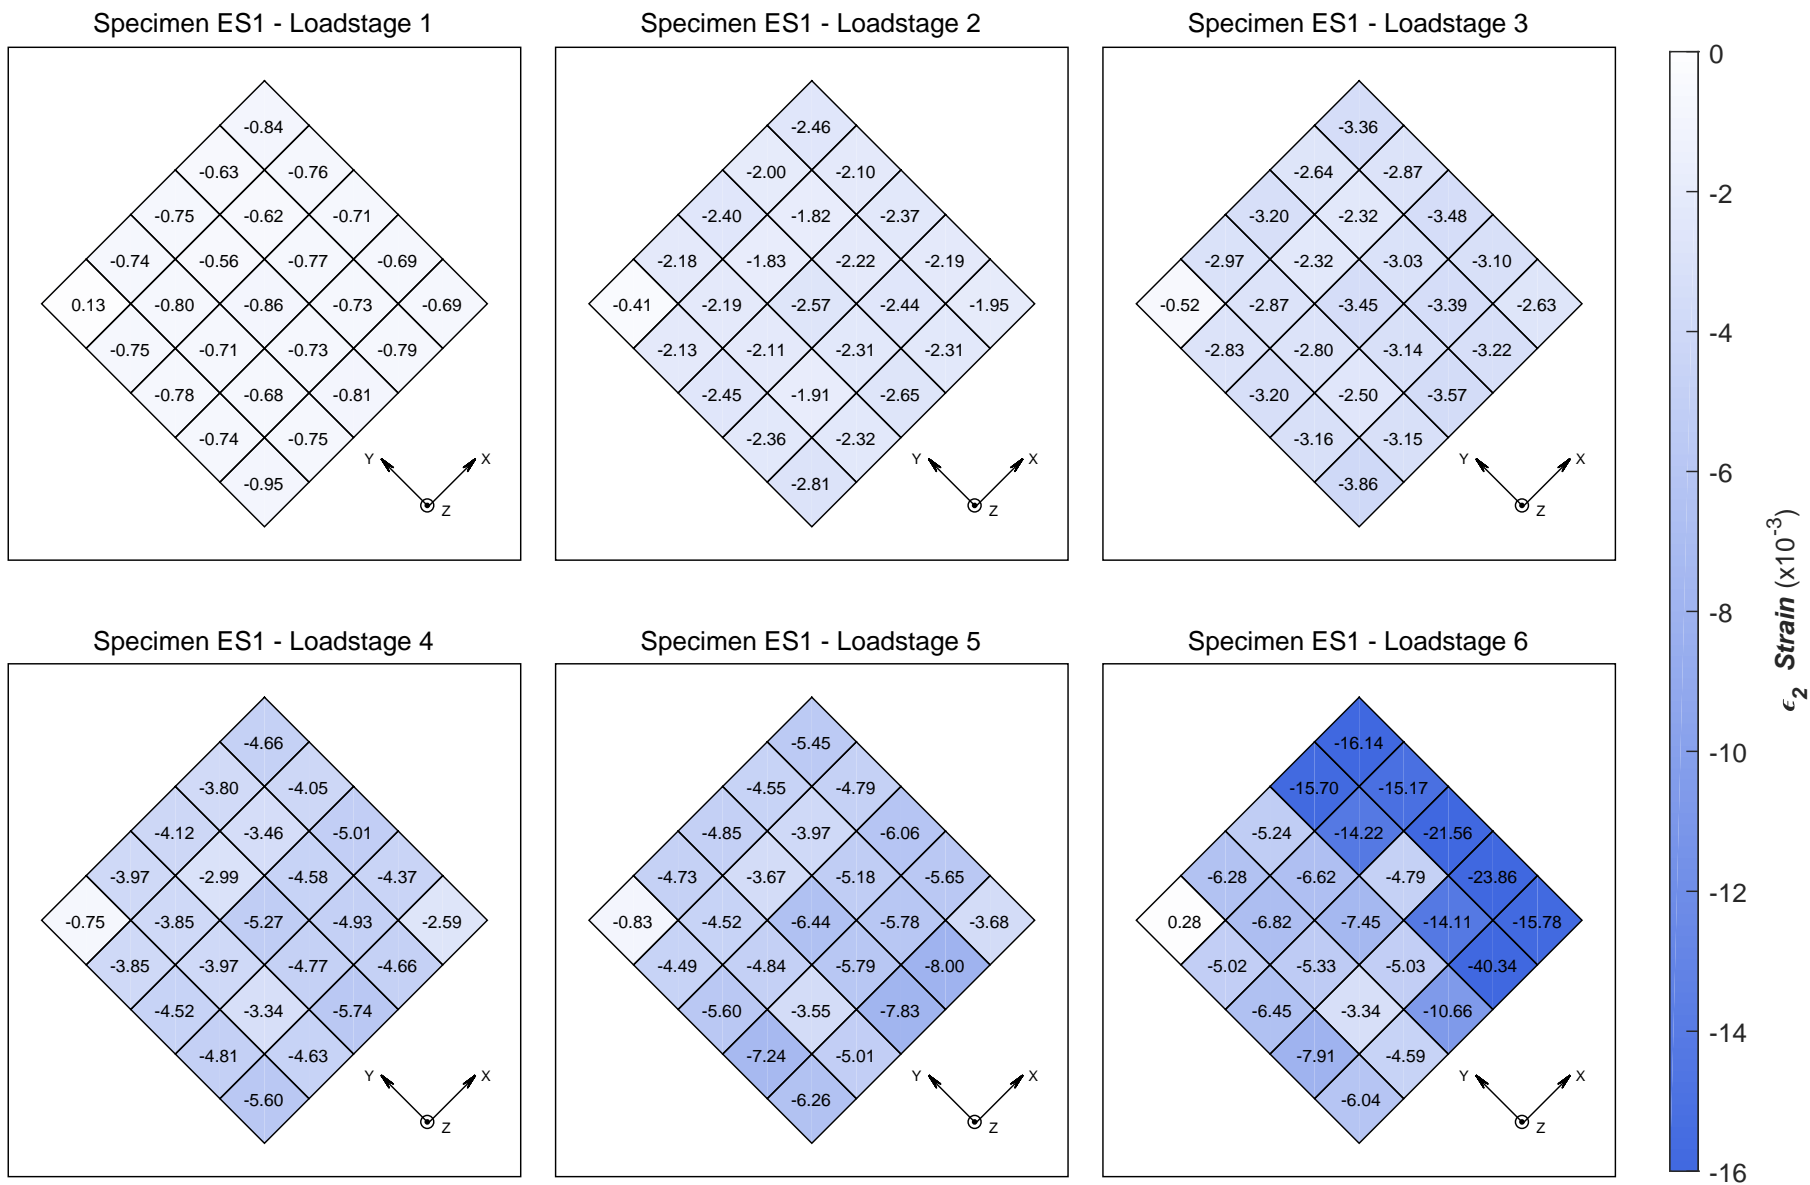 Specimen ES1 - Loadstage 1
-0.84
-0.63 -0.76
-0.75 -0.62 -0.71
-0.74 -0.56 -0.77 -0.69
0.13 -0.80 -0.86 -0.73 -0.69
-0.75 -0.71 -0.73 -0.79
-0.78 -0.68 -0.81
-0.74 -0.75
-0.95
Y X
Z
Specimen ES1 - Loadstage 2
-2.46
-2.00 -2.10
-2.40 -1.82 -2.37
-2.18 -1.83 -2.22 -2.19
-0.41 -2.19 -2.57 -2.44 -1.95
-2.13 -2.11 -2.31 -2.31
-2.45 -1.91 -2.65
-2.36 -2.32
-2.81
Y X
Z
Specimen ES1 - Loadstage 3
-3.36
-2.64 -2.87
-3.20 -2.32 -3.48
-2.97 -2.32 -3.03 -3.10
-0.52 -2.87 -3.45 -3.39 -2.63
-2.83 -2.80 -3.14 -3.22
-3.20 -2.50 -3.57
-3.16 -3.15
-3.86
Y X
Z
Specimen ES1 - Loadstage 4
-4.66
-3.80 -4.05
-4.12 -3.46 -5.01
-3.97 -2.99 -4.58 -4.37
-0.75 -3.85 -5.27 -4.93 -2.59
-3.85 -3.97 -4.77 -4.66
-4.52 -3.34 -5.74
-4.81 -4.63
-5.60
Y X
Z
Specimen ES1 - Loadstage 5
-5.45
-4.55 -4.79
-4.85 -3.97 -6.06
-4.73 -3.67 -5.18 -5.65
-0.83 -4.52 -6.44 -5.78 -3.68
-4.49 -4.84 -5.79 -8.00
-5.60 -3.55 -7.83
-7.24 -5.01
-6.26
Y X
Z
Specimen ES1 - Loadstage 6
-16.14
-15.70 -15.17
-5.24 -14.22 -21.56
-6.28 -6.62 -4.79 -23.86
0.28 -6.82 -7.45 -14.11 -15.78
-5.02 -5.33 -5.03 -40.34
-6.45 -3.34 -10.66
-7.91 -4.59
-6.04
Y X
Z
0
-2
-4
-6
-8
-10
-12
-14
-16
ϵ₂ Strain (x10⁻³)